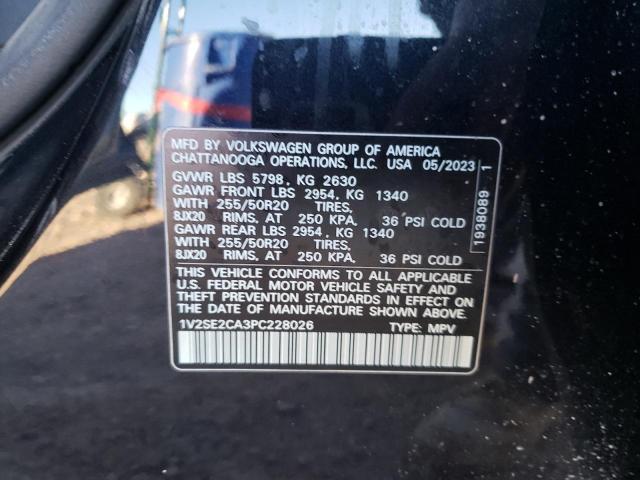 MFD BY VOLKSWAGEN GROUP OF AMERICA
CHATTANOOGA OPERATIONS, LLC. USA 05/2023
GVWR LBS 5798, KG 2630
GAWR FRONT LBS 2954, KG 1340
WITH 255/50R20 TIRES,
8JX20 RIMS, AT 250 KPA, 36 PSI COLD
GAWR REAR LBS 2954, KG 1340
WITH 255/50R20 TIRES,
8JX20 RIMS, AT 250 KPA, 36 PSI COLD
THIS VEHICLE CONFORMS TO ALL APPLICABLE
U.S. FEDERAL MOTOR VEHICLE SAFETY AND
THEFT PREVENTION STANDARDS IN EFFECT ON
THE DATE OF MANUFACTURE SHOWN ABOVE.
1V2SE2CA3PC228026 TYPE: MPV
1938089 1